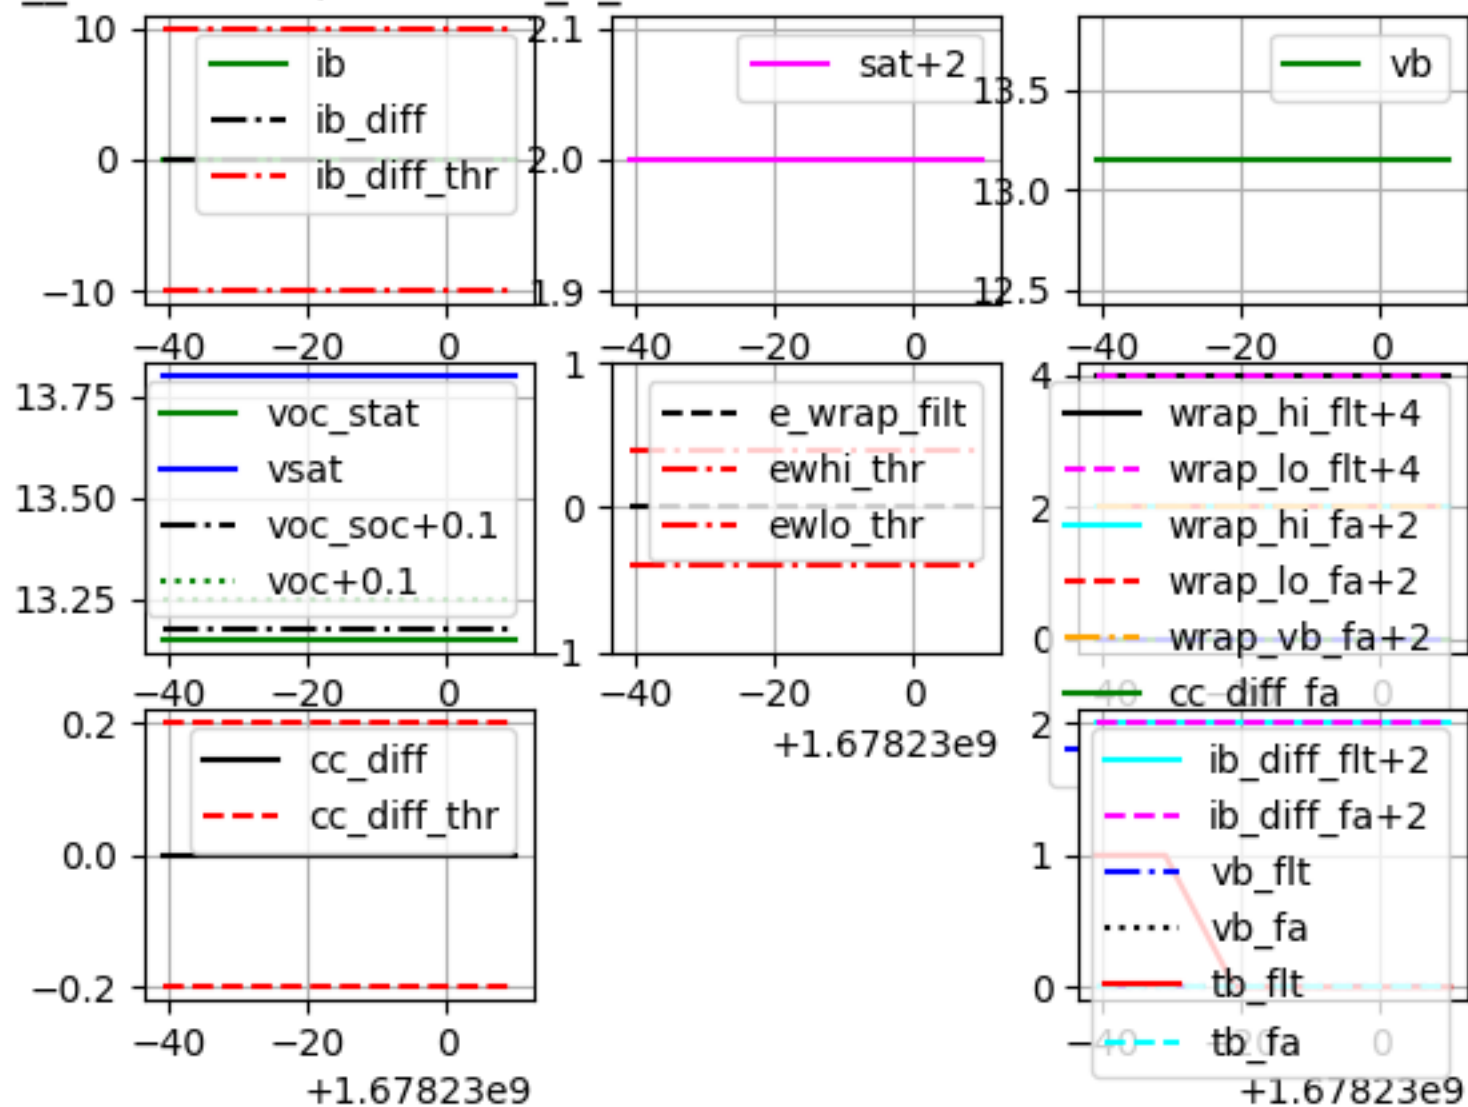 10
0
−10
−40 −20 0
ib
ib_diff
ib_diff_thr
2.1
2.0
1.9
−40 −20 0
sat+2
13.5
13.0
12.5
−40 −20 0
vb
13.75
13.50
13.25
−40 −20 0
voc_stat
vsat
voc_soc+0.1
voc+0.1
1
0
−1
−40 −20 0
+1.67823e9
e_wrap_filt
ewhi_thr
ewlo_thr
4
2
0
−40 −20 0
wrap_hi_flt+4
wrap_lo_flt+4
wrap_hi_fa+2
wrap_lo_fa+2
wrap_vb_fa+2
cc_diff_fa
0.2
0.0
−0.2
−40 −20 0
+1.67823e9
cc_diff
cc_diff_thr
2
1
0
−40 −20 0
+1.67823e9
ib_diff_flt+2
ib_diff_fa+2
vb_flt
vb_fa
tb_flt
tb_fa